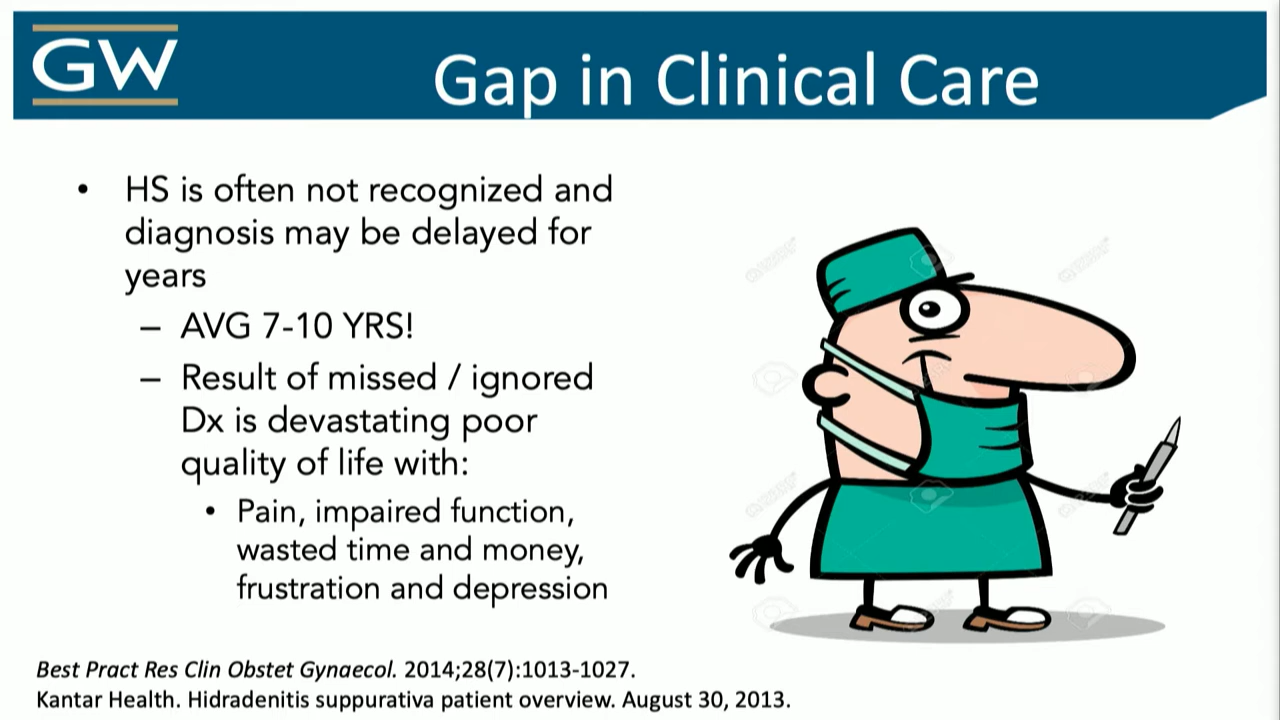 GW
Gap in Clinical Care
• HS is often not recognized and
diagnosis may be delayed for
years
– AVG 7-10 YRS!
– Result of missed / ignored
Dx is devastating poor
quality of life with:
• Pain, impaired function,
wasted time and money,
frustration and depression
Best Pract Res Clin Obstet Gynaecol. 2014;28(7):1013-1027.
Kantar Health. Hidradenitis suppurativa patient overview. August 30, 2013.